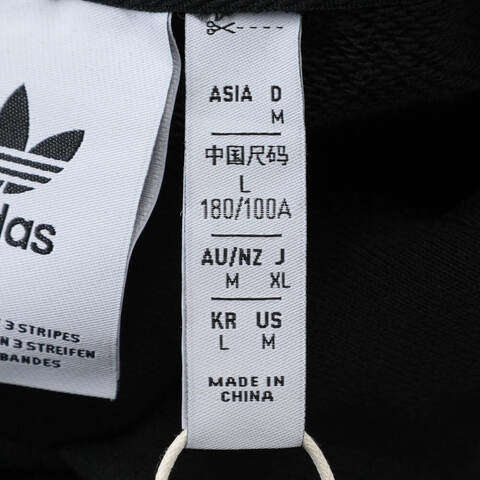 das
3 STRIPES
3 STREIFEN
BANDES
ASIA D
M
中国尺码
L
180/100A
AU/NZ J
M XL
KR US
L M
MADE IN
CHINA